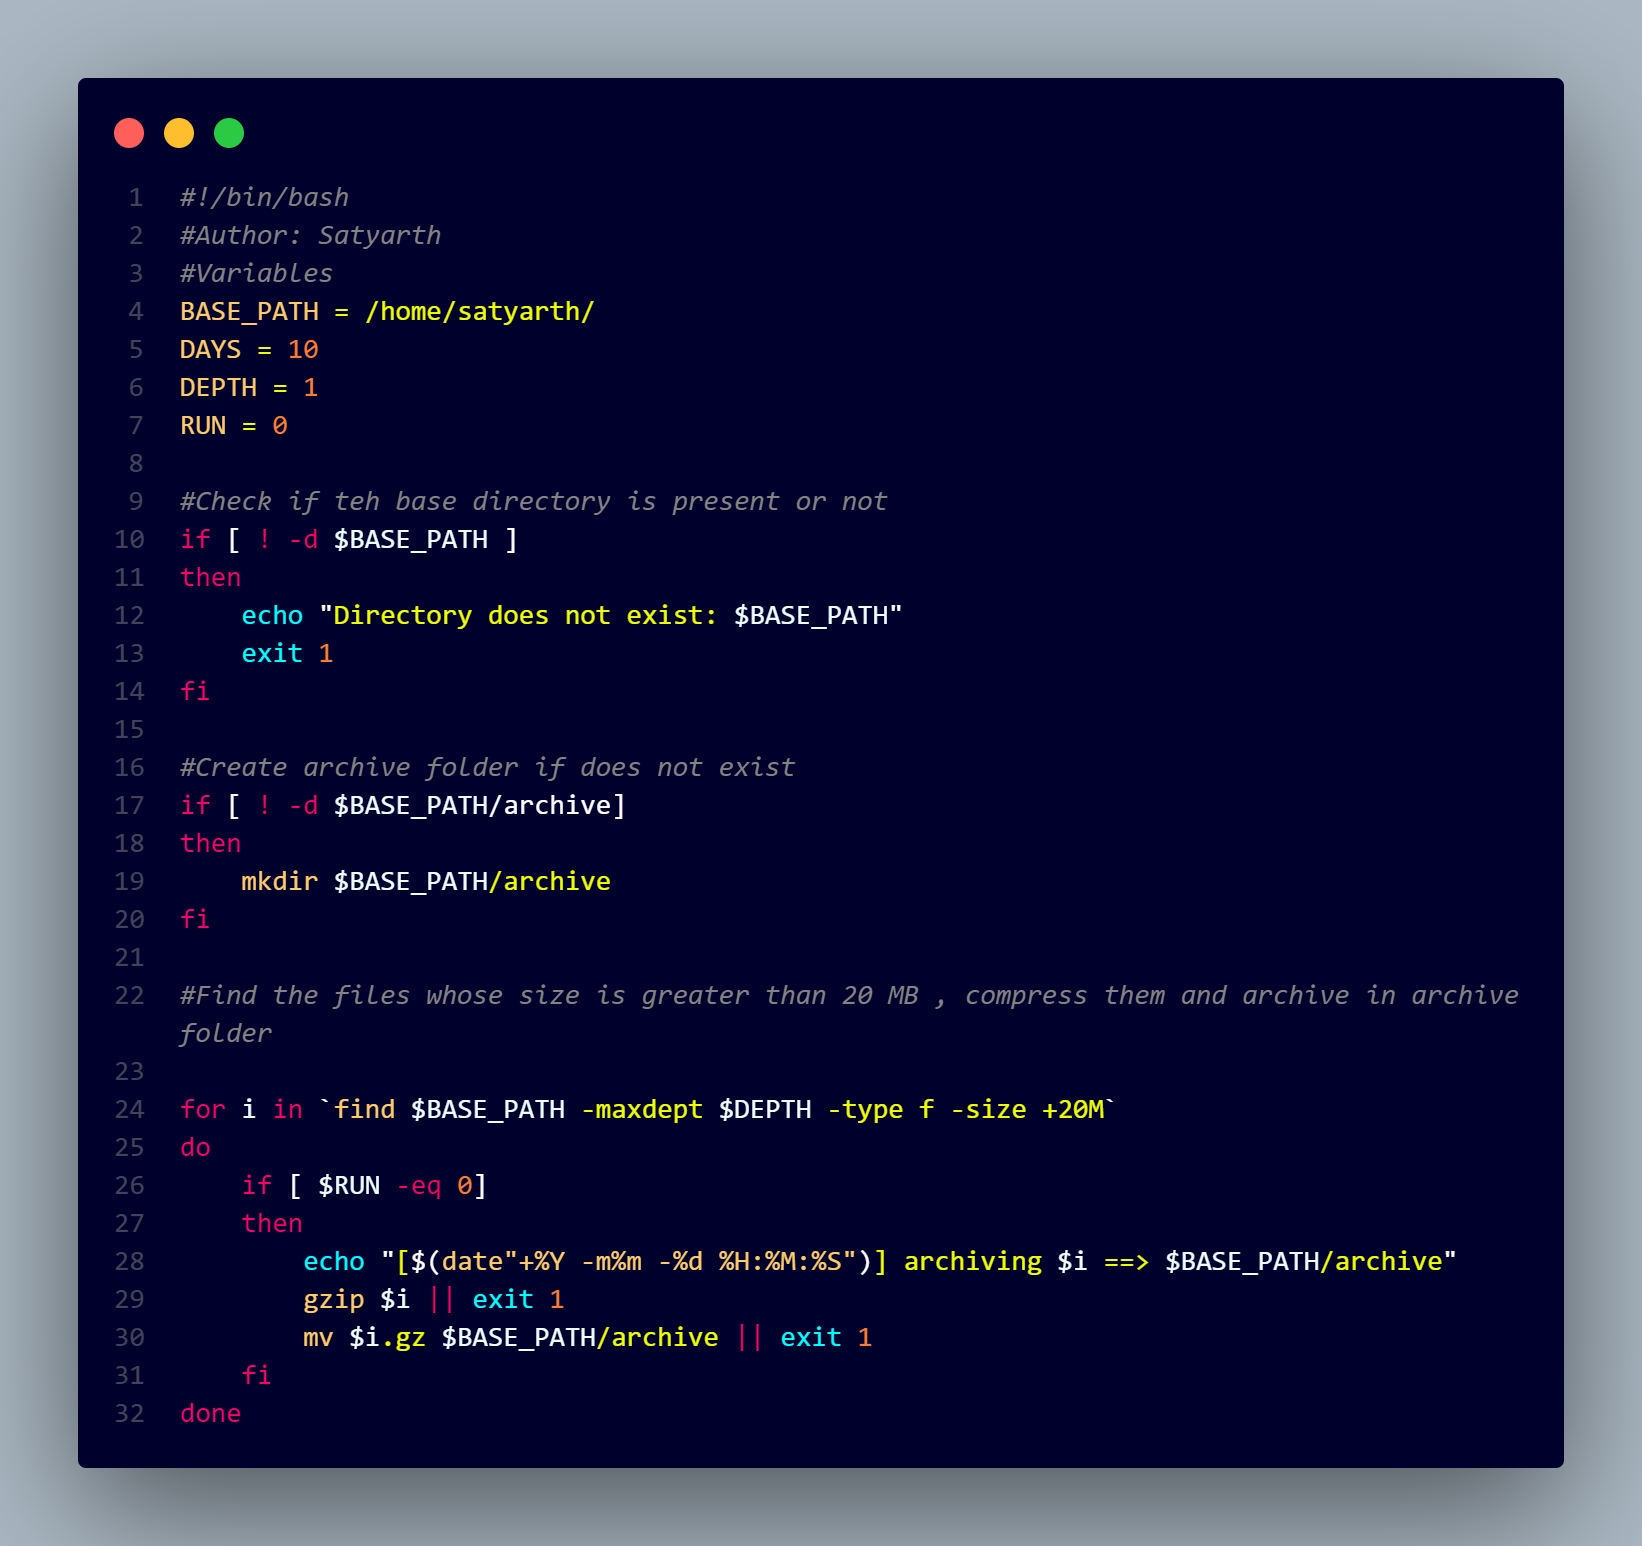 1 #!/bin/bash
2 #Author: Satyarth
3 #Variables
4 BASE_PATH = /home/satyarth/
5 DAYS = 10
6 DEPTH = 1
7 RUN = 0
8
9 #Check if teh base directory is present or not
10 if [ ! -d $BASE_PATH ]
11 then
12     echo "Directory does not exist: $BASE_PATH"
13     exit 1
14 fi
15
16 #Create archive folder if does not exist
17 if [ ! -d $BASE_PATH/archive]
18 then
19     mkdir $BASE_PATH/archive
20 fi
21
22 #Find the files whose size is greater than 20 MB , compress them and archive in archive
folder
23
24 for i in `find $BASE_PATH -maxdept $DEPTH -type f -size +20M`
25 do
26     if [ $RUN -eq 0]
27     then
28         echo "[$(date"+%Y -m%m -%d %H:%M:%S")] archiving $i ==> $BASE_PATH/archive"
29         gzip $i || exit 1
30         mv $i.gz $BASE_PATH/archive || exit 1
31     fi
32 done